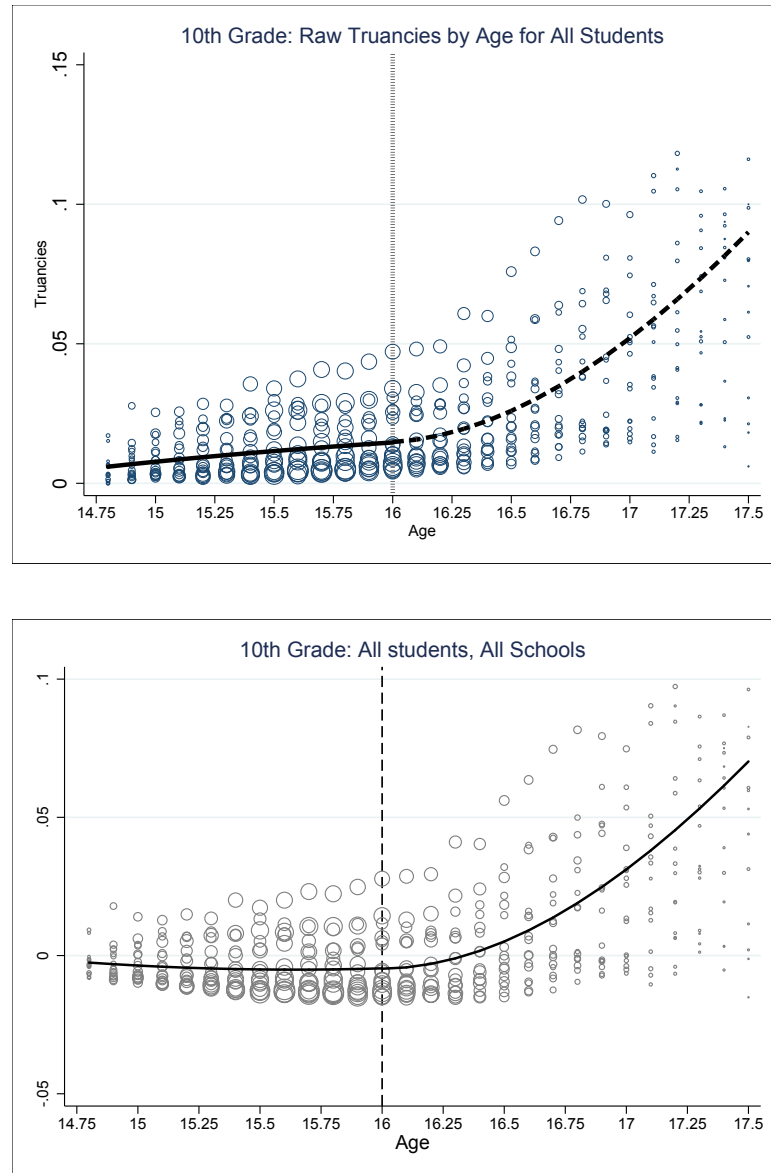 10th Grade: Raw Truancies by Age for All Students
.15
.1
.05
0
Truancies
14.75 15 15.25 15.5 15.75 16 16.25 16.5 16.75 17 17.25 17.5
Age
10th Grade: All students, All Schools
.1
.05
0
-.05
14.75 15 15.25 15.5 15.75 16 16.25 16.5 16.75 17 17.25 17.5
Age